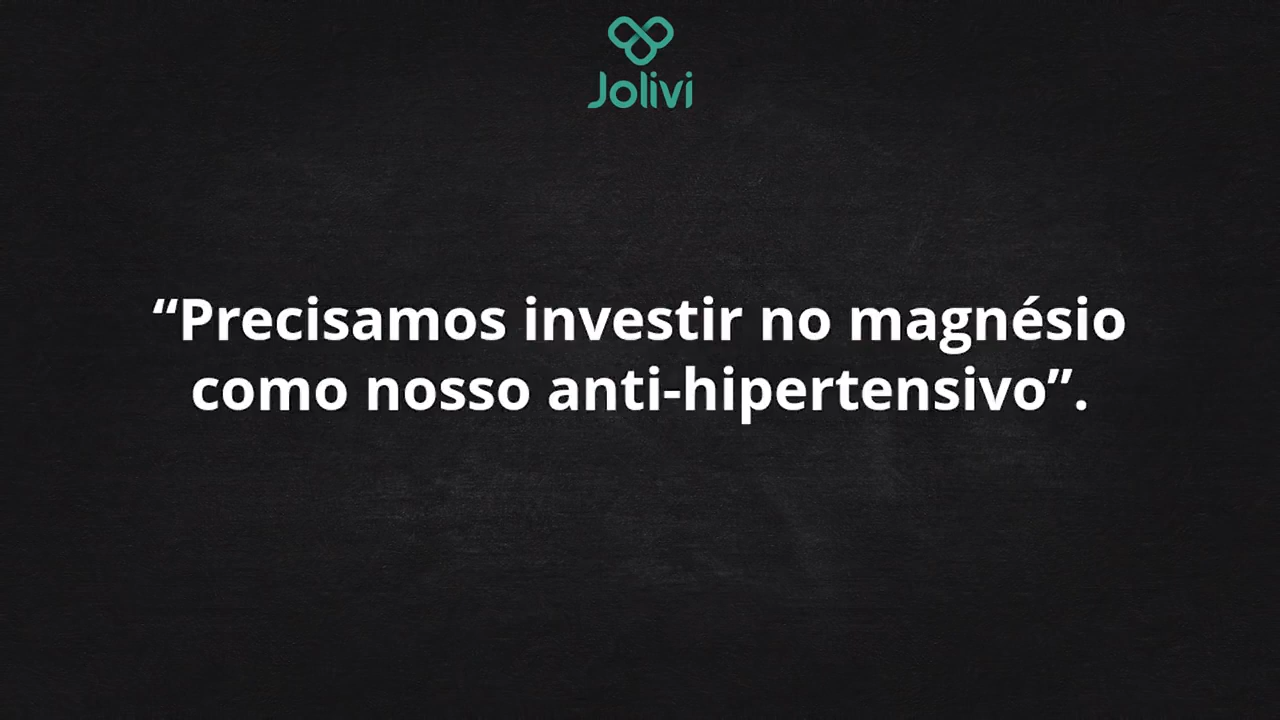 Jolivi
“Precisamos investir no magnésio
como nosso anti-hipertensivo”.